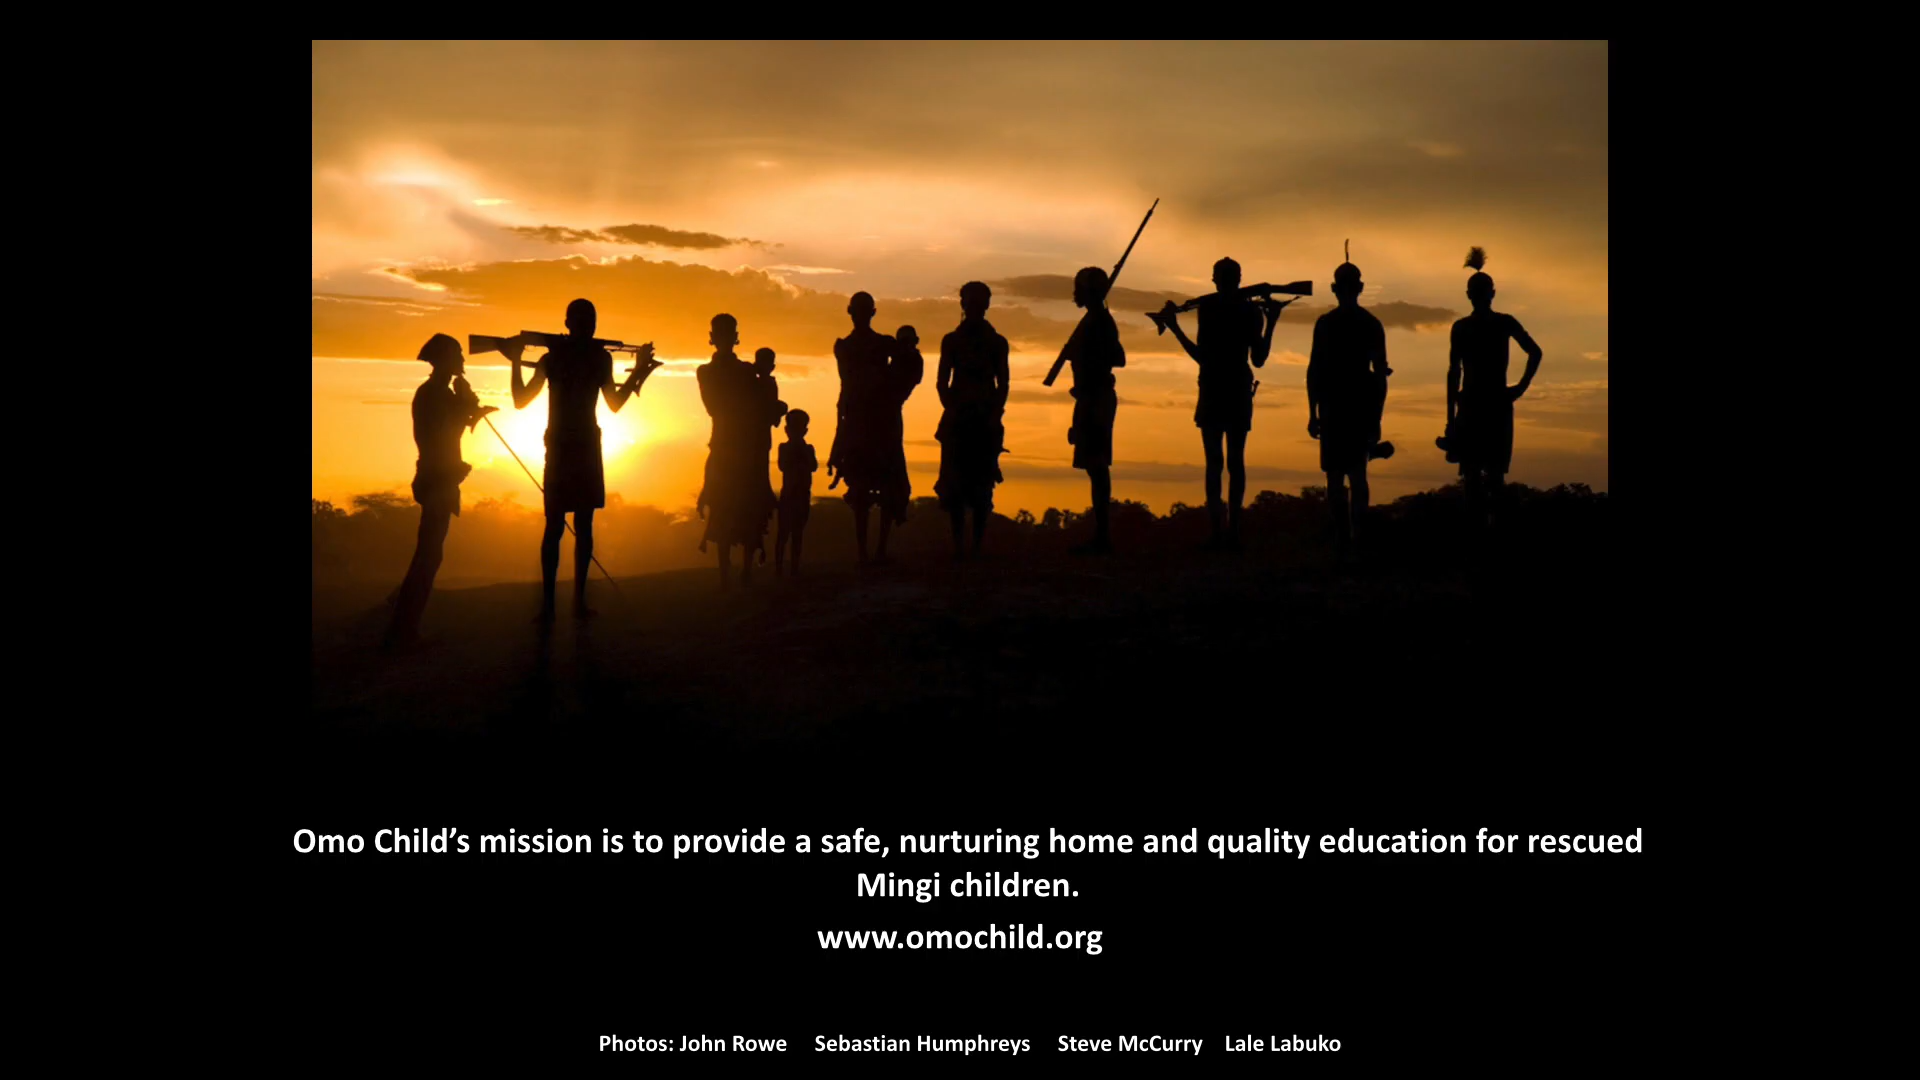 Omo Child’s mission is to provide a safe, nurturing home and quality education for rescued
Mingi children.
www.omochild.org
Photos: John Rowe Sebastian Humphreys Steve McCurry Lale Labuko